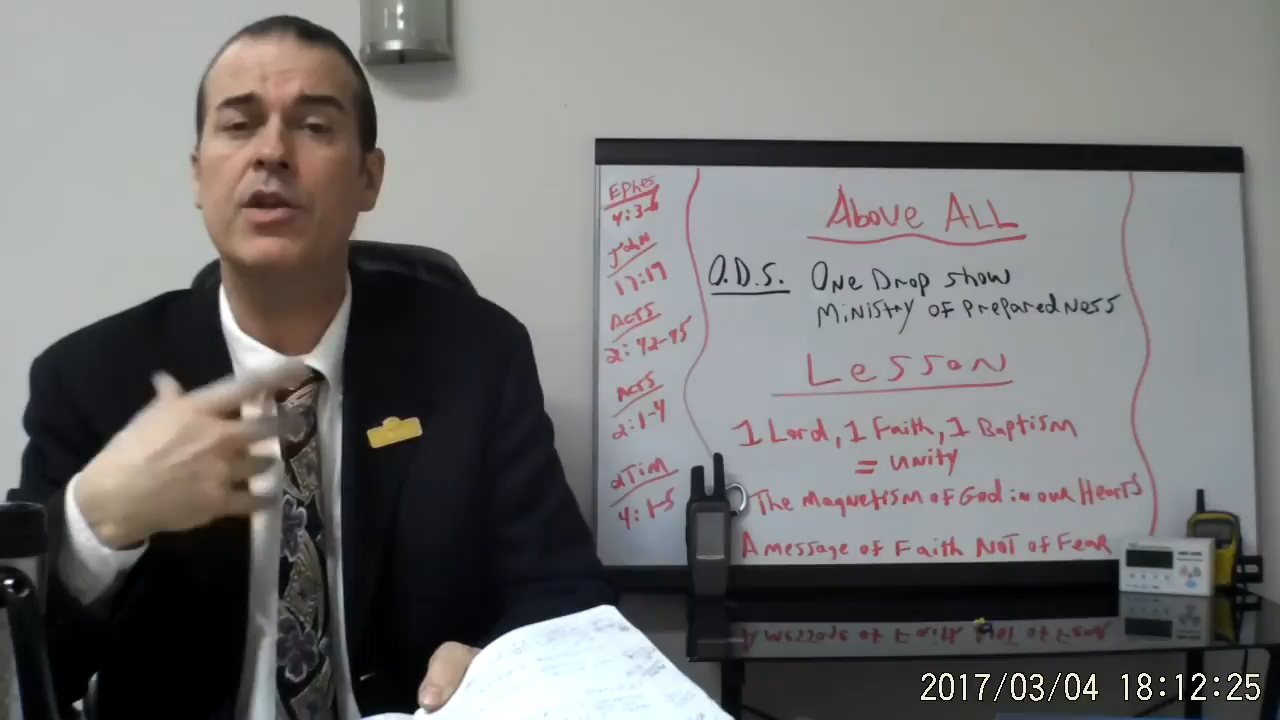 Ephes
4:3-6
John
17:19
ACTS
2:42-45
ACTS
2:1-4
2Tim
4:1-5
Above ALL
O.D.S. One Drop show
Ministry of PrepaRedNess
Lesson
1 Lord, 1 Faith, 1 Baptism
= unity
The Magnetism of God in our Hearts
A message of Faith NOT of Fear
2017/03/04 18:12:25